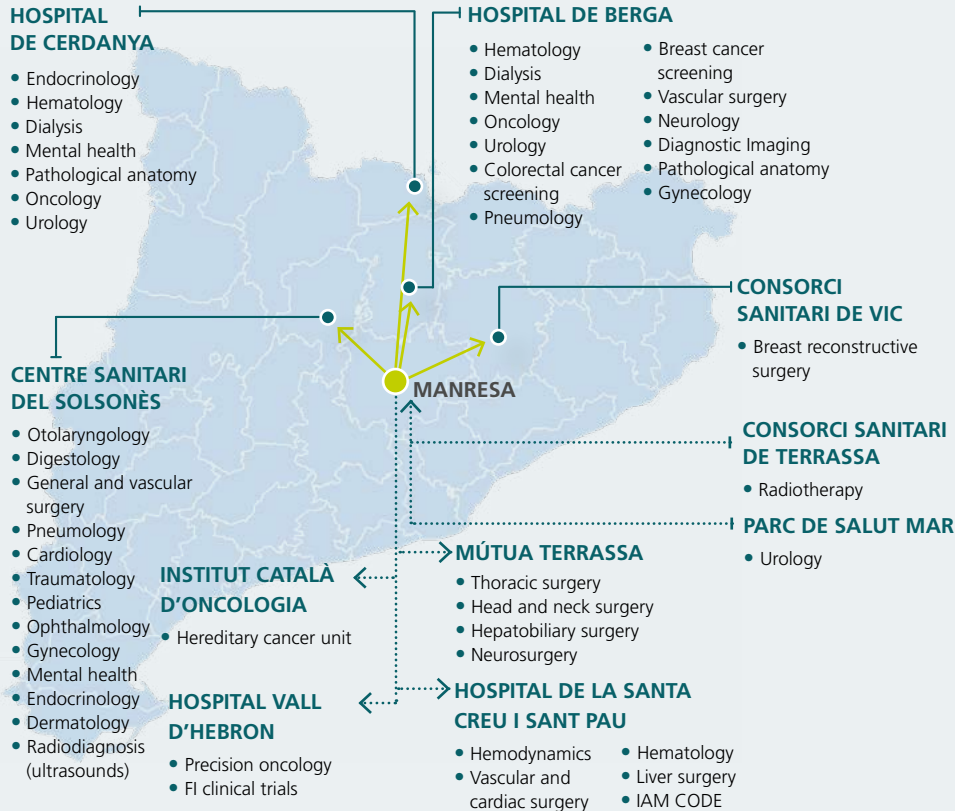 HOSPITAL
DE CERDANYA
• Endocrinology
• Hematology
• Dialysis
• Mental health
• Pathological anatomy
• Oncology
• Urology
HOSPITAL DE BERGA
• Hematology
• Dialysis
• Mental health
• Oncology
• Urology
• Colorectal cancer
screening
• Pneumology
• Breast cancer
screening
• Vascular surgery
• Neurology
• Diagnostic Imaging
• Pathological anatomy
• Gynecology
CONSORCI
SANITARI DE VIC
• Breast reconstructive
surgery
MANRESA
CENTRE SANITARI
DEL SOLSONÈS
• Otolaryngology
• Digestology
• General and vascular
surgery
• Pneumology
• Cardiology
• Traumatology
• Pediatrics
• Ophthalmology
• Gynecology
• Mental health
• Endocrinology
• Dermatology
• Radiodiagnosis
(ultrasounds)
CONSORCI SANITARI
DE TERRASSA
• Radiotherapy
PARC DE SALUT MAR
• Urology
INSTITUT CATALÀ
D'ONCOLOGIA
• Hereditary cancer unit
MÚTUA TERRASSA
• Thoracic surgery
• Head and neck surgery
• Hepatobiliary surgery
• Neurosurgery
HOSPITAL VALL
D'HEBRON
• Precision oncology
• FI clinical trials
HOSPITAL DE LA SANTA
CREU I SANT PAU
• Hemodynamics
• Vascular and
cardiac surgery
• Hematology
• Liver surgery
• IAM CODE